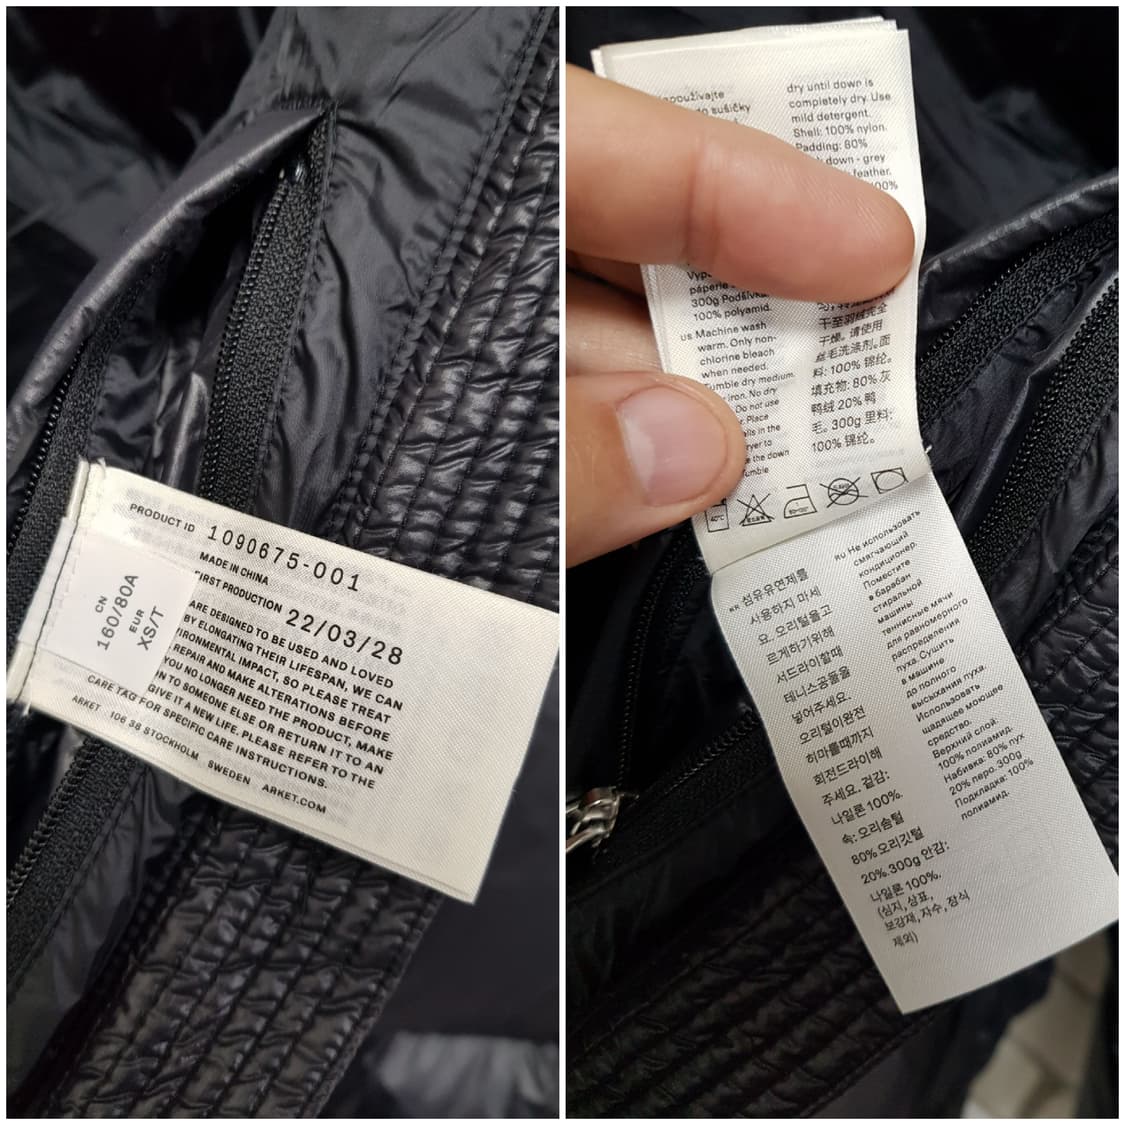 PRODUCT ID 1090675-001
MADE IN CHINA
FIRST PRODUCTION 22/03/28
ARE DESIGNED TO BE USED AND LOVED
BY ELONGATING THEIR LIFESPAN, WE CAN
ENVIRONMENTAL IMPACT, SO PLEASE TREAT
REPAIR AND MAKE ALTERATIONS BEFORE
YOU NO LONGER NEED THE PRODUCT, MAKE
TO SOMEONE ELSE OR RETURN IT TO AN
GIVE IT A NEW LIFE. PLEASE REFER TO THE
CARE TAG FOR SPECIFIC CARE INSTRUCTIONS.
ARKET 106 38 STOCKHOLM SWEDEN ARKET.COM
CN
160/80A
EUR
XS/T
sušičky
dry until down is
completely dry. Use
mild detergent.
Shell: 100% nylon.
Padding: 80%
down - grey
feather.
100%
páperie
300g Podšívka:
100% polyamid.
US Machine wash
warm. Only non-
chlorine bleach
when needed.
Tumble dry medium.
iron. No dry
Do not use
Place
in the
the down
干至羽绒完全
干燥。请使用
丝毛洗涤剂。面
料: 100% 锦纶。
填充物: 80% 灰
鸭绒 20% 鸭
毛。300g 里料:
100% 锦纶。
40°C
KR 섬유유연제를
사용하지 마세
요. 오리털을고
르게하기위해
서드라이할때
테니스공들을
넣어주세요.
오리털이완전
히마를때까지
회전드라이해
주세요. 겉감:
나일론 100%.
속: 오리솜털
80% 오리깃털
20%. 300g 안감:
나일론 100%.
(심지, 상표,
보강재, 자수, 장식
제외)
RU Не использовать
смягчающий
кондиционер.
Поместите
в барабан
стиральной
машины
теннисные мячи
для равномерного
распределения
пуха. Сушить
в машине
до полного
высыхания пуха.
Использовать
щадящее моющее
средство.
Верхний слой:
100% полиамид.
Набивка: 80% пух
20% перо. 300g
Подкладка: 100%
полиамид.